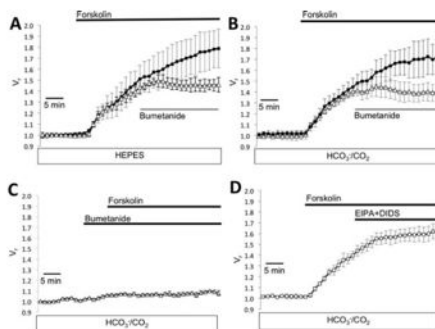 A
Forskolin
2.0
1.9
1.8
1.7
1.6
1.5
1.4
1.3
1.2
1.1
1.0
0.9
Vr
5 min
Bumetanide
HEPES
B
Forskolin
2.0
1.9
1.8
1.7
1.6
1.5
1.4
1.3
1.2
1.1
1.0
0.9
Vr
5 min
Bumetanide
HCO3-/CO2
C
Forskolin
Bumetanide
2.0
1.9
1.8
1.7
1.6
1.5
1.4
1.3
1.2
1.1
1.0
0.9
Vr
5 min
HCO3-/CO2
D
Forskolin
EIPA+DIDS
2.0
1.9
1.8
1.7
1.6
1.5
1.4
1.3
1.2
1.1
1.0
0.9
Vr
5 min
HCO3-/CO2